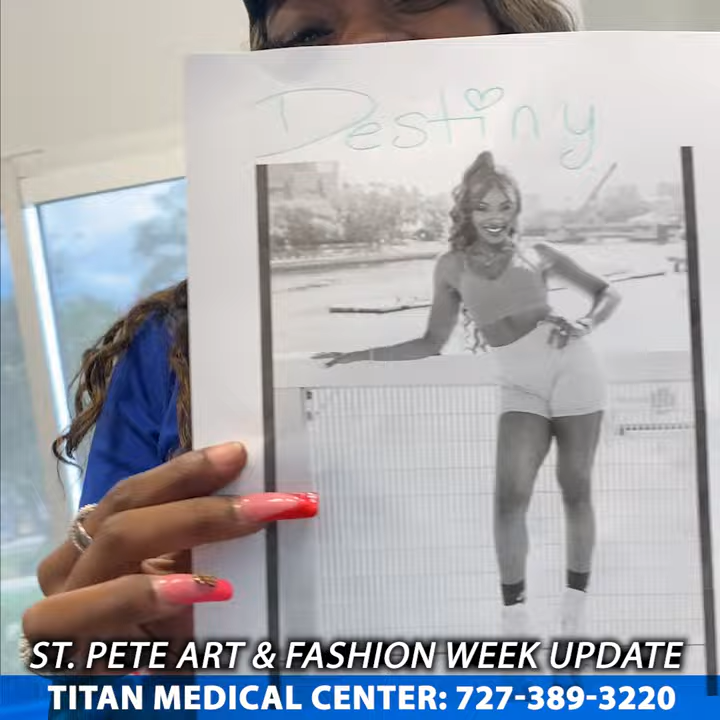 Destiny
ST. PETE ART & FASHION WEEK UPDATE
TITAN MEDICAL CENTER: 727-389-3220